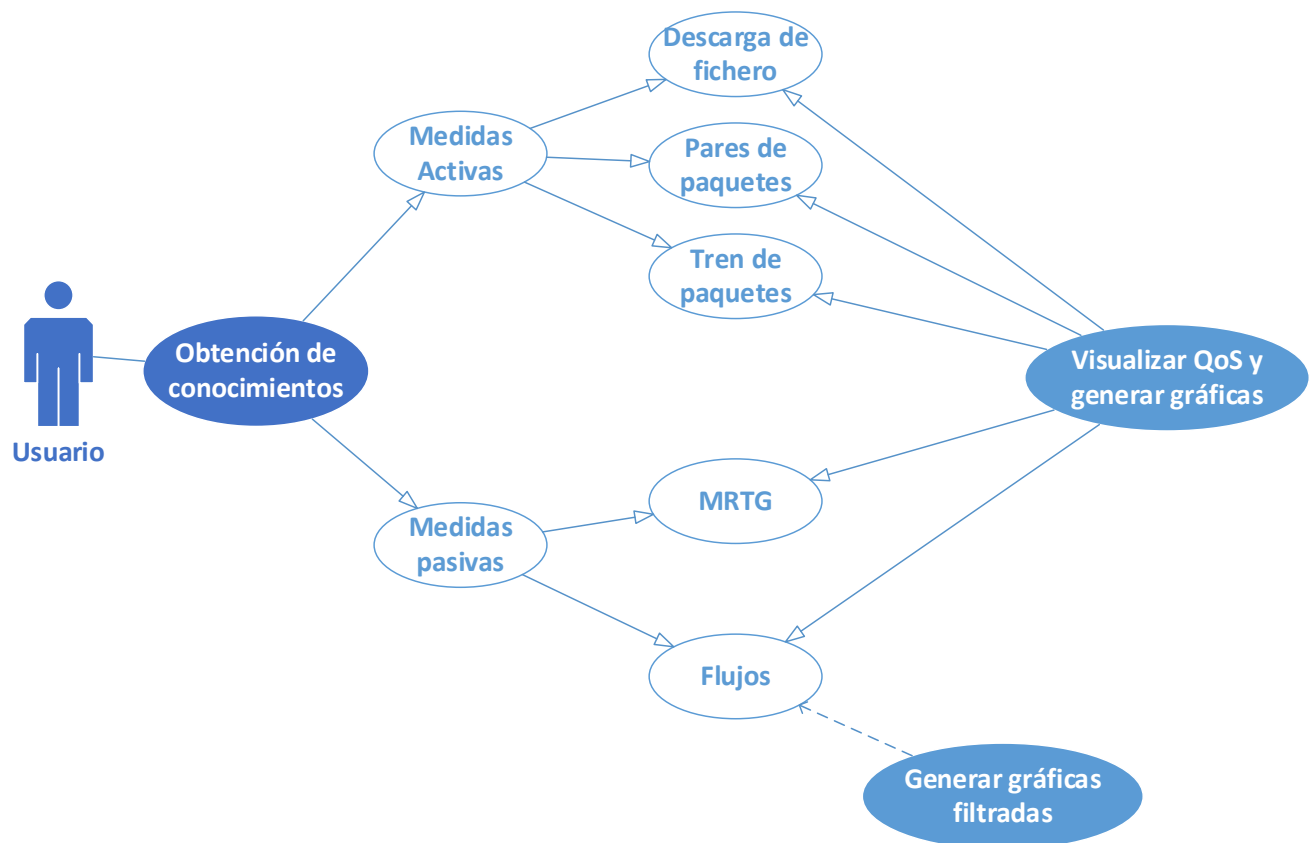 Descarga de
fichero
Medidas
Activas
Pares de
paquetes
Tren de
paquetes
Usuario
Obtención de
conocimientos
Visualizar QoS y
generar gráficas
Medidas
pasivas
MRTG
Flujos
Generar gráficas
filtradas